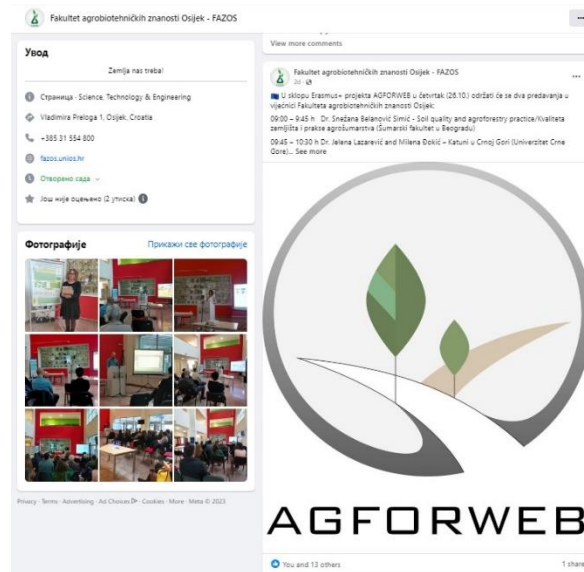 Fakultet agrobiotehničkih znanosti Osijek - FAZOS
Увод
Zemlja nas treba!
Страница · Science, Technology & Engineering
Vladimira Preloga 1, Osijek, Croatia
+385 31 554 800
fazos.unios.hr
Отворено сада
Још није оцењено (2 утиска)
Фотографије
Прикажи све фотографије
Privacy · Terms · Advertising · Ad Choices · Cookies · More · Meta © 2023
View more comments
Fakultet agrobiotehničkih znanosti Osijek - FAZOS
2d
U sklopu Erasmus+ projekta AGFORWEB u četvrtak (26.10.) održati će se dva predavanja u
vijećnici Fakulteta agrobiotehničkih znanosti Osijek:
09:00 – 9:45 h Dr. Snežana Belanović Simić - Soil quality and agroforestry practice/Kvaliteta
zemljišta i prakse agrošumarstva (Šumarski fakultet u Beogradu)
09:45 – 10:30 h Dr. Jelena Lazarević and Milena Đokić – Katuni u Crnoj Gori (Univerzitet Crne
Gore)... See more
AGFORWEB
You and 13 others
1 share